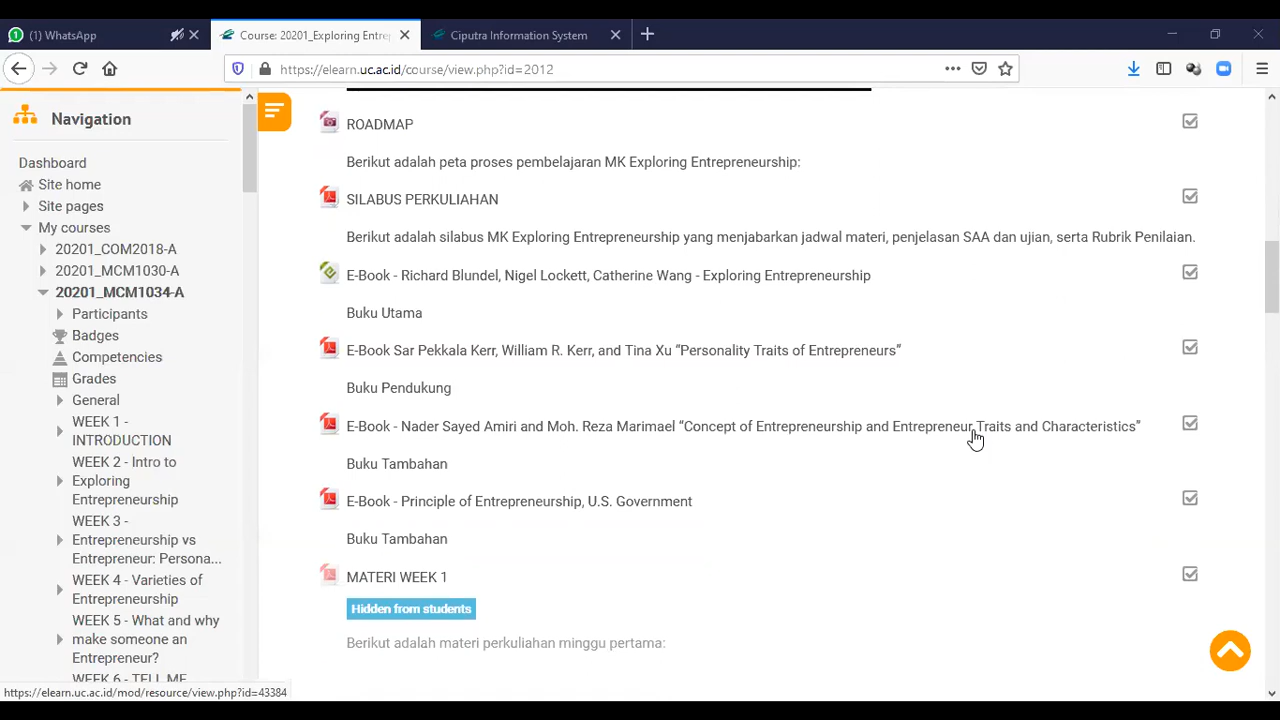 (1) WhatsApp
Course: 20201_Exploring Entrep
Ciputra Information System
https://elearn.uc.ac.id/course/view.php?id=2012
Navigation
Dashboard
Site home
Site pages
My courses
20201_COM2018-A
20201_MCM1030-A
20201_MCM1034-A
Participants
Badges
Competencies
Grades
General
WEEK 1 -
INTRODUCTION
WEEK 2 - Intro to
Exploring
Entrepreneurship
WEEK 3 -
Entrepreneurship vs
Entrepreneur: Persona...
WEEK 4 - Varieties of
Entrepreneurship
WEEK 5 - What and why
make someone an
Entrepreneur?
WEEK 6 - TELL ME
https://elearn.uc.ac.id/mod/resource/view.php?id=43384
ROADMAP
Berikut adalah peta proses pembelajaran MK Exploring Entrepreneurship:
SILABUS PERKULIAHAN
Berikut adalah silabus MK Exploring Entrepreneurship yang menjabarkan jadwal materi, penjelasan SAA dan ujian, serta Rubrik Penilaian.
E-Book - Richard Blundel, Nigel Lockett, Catherine Wang - Exploring Entrepreneurship
Buku Utama
E-Book Sar Pekkala Kerr, William R. Kerr, and Tina Xu “Personality Traits of Entrepreneurs”
Buku Pendukung
E-Book - Nader Sayed Amiri and Moh. Reza Marimael “Concept of Entrepreneurship and Entrepreneur Traits and Characteristics”
Buku Tambahan
E-Book - Principle of Entrepreneurship, U.S. Government
Buku Tambahan
MATERI WEEK 1
Hidden from students
Berikut adalah materi perkuliahan minggu pertama: